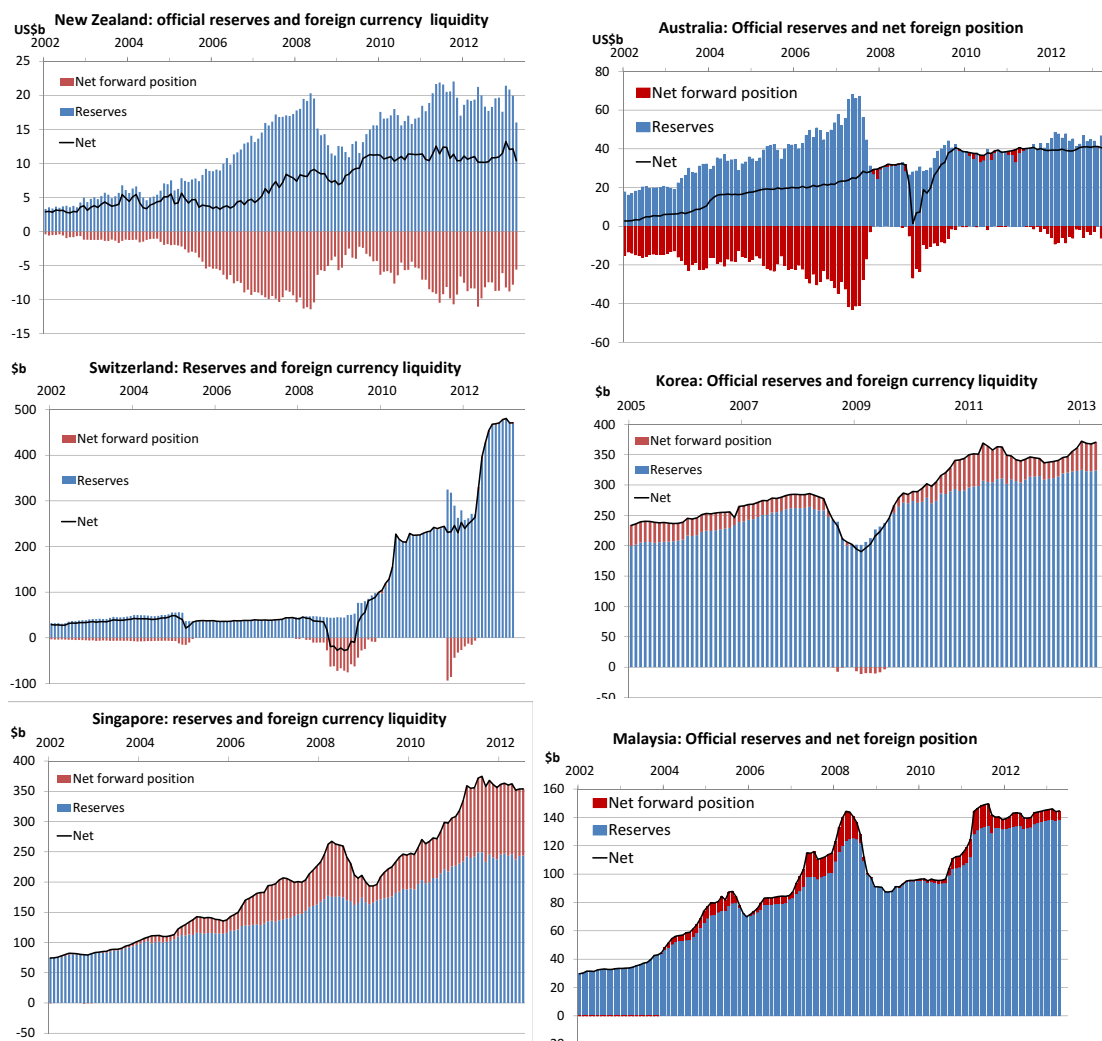 New Zealand: official reserves and foreign currency liquidity
US$b
2002 2004 2006 2008 2010 2012
25
20
15
10
5
0
-5
-10
-15
Net forward position
Reserves
Net
Australia: Official reserves and net foreign position
US$b
2002 2004 2006 2008 2010 2012
80
60
40
20
0
-20
-40
-60
Net forward position
Reserves
Net
Switzerland: Reserves and foreign currency liquidity
$b
2002 2004 2006 2008 2010 2012
500
400
300
200
100
0
-100
Net forward position
Reserves
Net
Korea: Official reserves and foreign currency liquidity
$b
2005 2007 2009 2011 2013
400
350
300
250
200
150
100
50
0
-50
Net forward position
Reserves
Net
Singapore: reserves and foreign currency liquidity
$b
2002 2004 2006 2008 2010 2012
400
350
300
250
200
150
100
50
0
-50
Net forward position
Reserves
Net
Malaysia: Official reserves and net foreign position
$b
2002 2004 2006 2008 2010 2012
160
140
120
100
80
60
40
20
0
-20
Net forward position
Reserves
Net